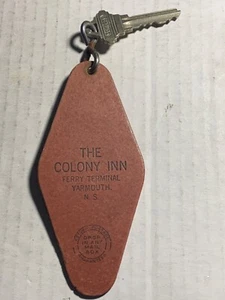 THE
COLONY INN
FERRY TERMINAL
YARMOUTH,
N.S.